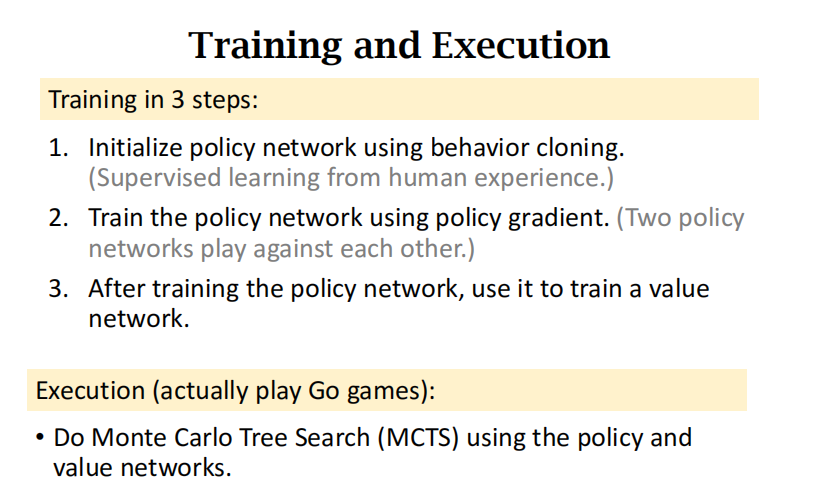 Training and Execution
Training in 3 steps:
1. Initialize policy network using behavior cloning.
(Supervised learning from human experience.)
2. Train the policy network using policy gradient. (Two policy
networks play against each other.)
3. After training the policy network, use it to train a value
network.
Execution (actually play Go games):
• Do Monte Carlo Tree Search (MCTS) using the policy and
value networks.